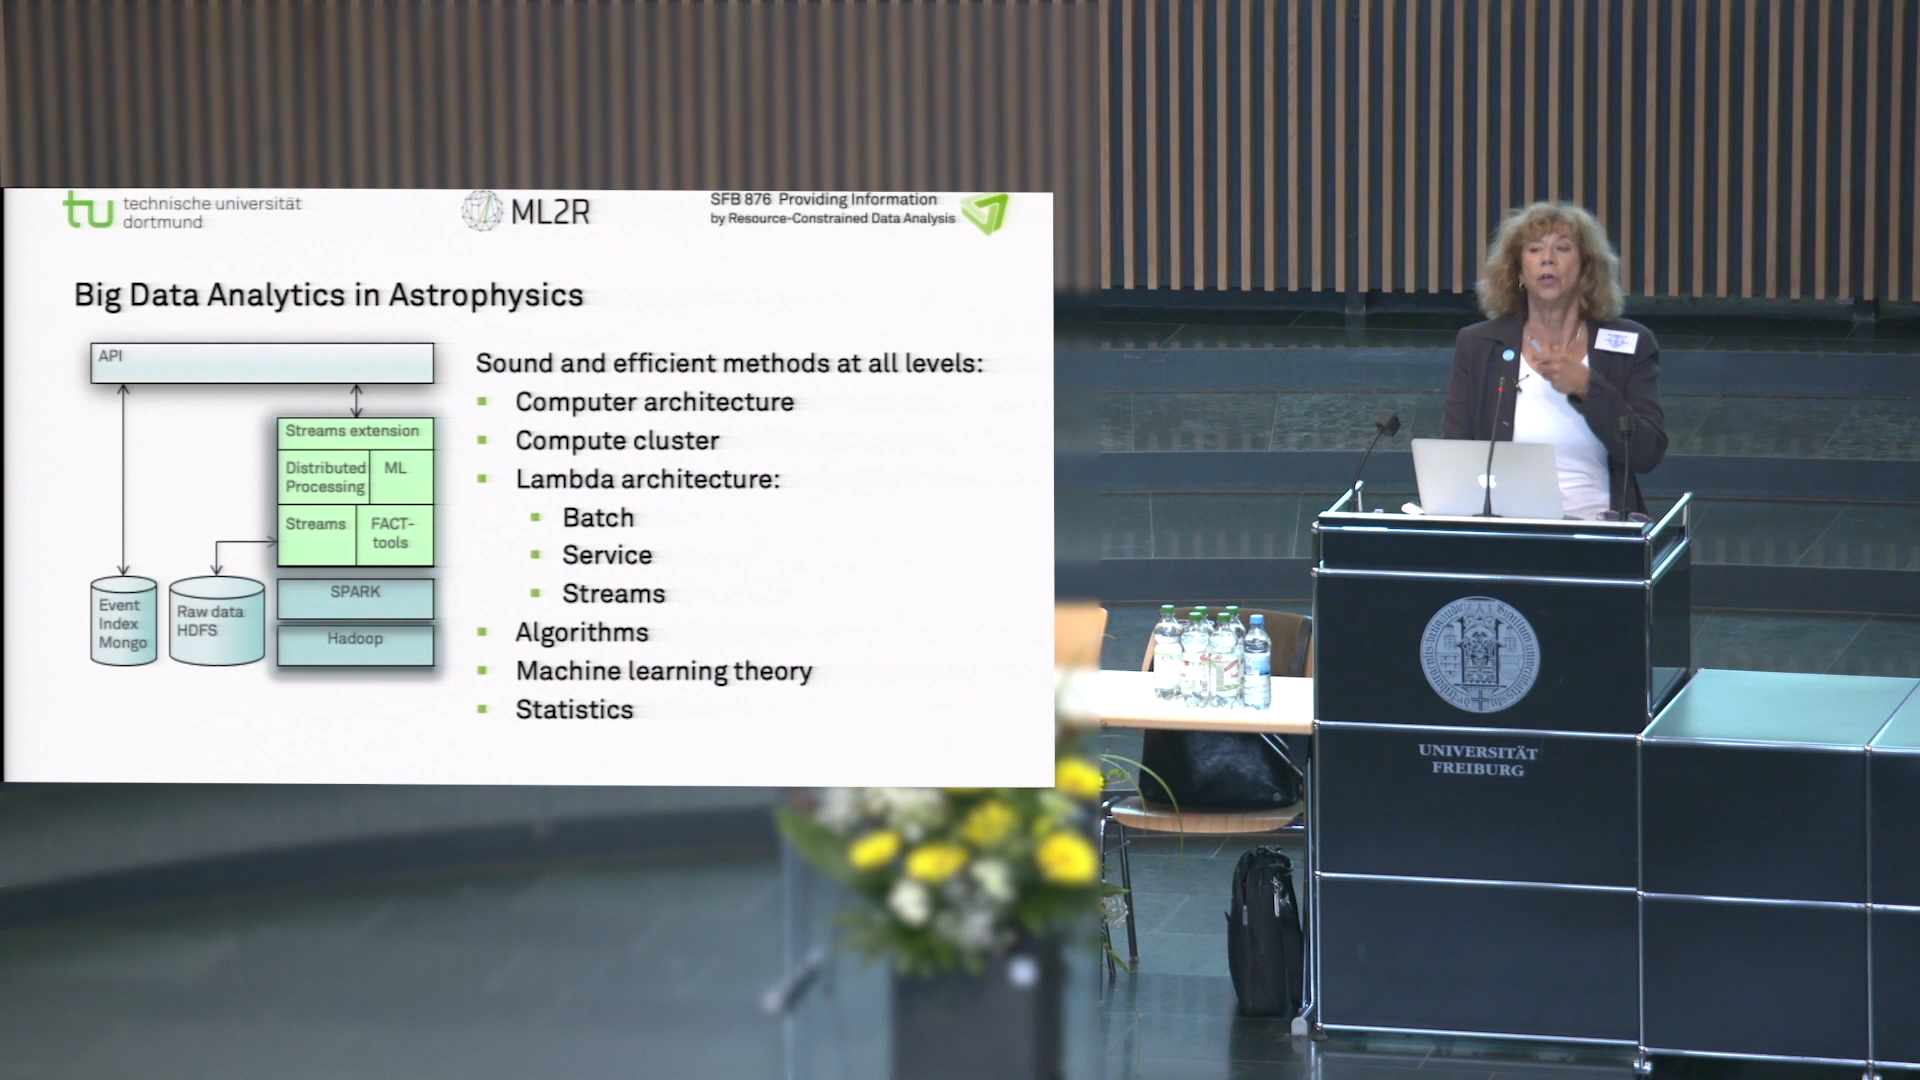 technische universität
dortmund
ML2R
SFB 876 Providing Information
by Resource-Constrained Data Analysis
Big Data Analytics in Astrophysics
API
Streams extension
Distributed
Processing
ML
Streams
FACT-
tools
Event
Index
Mongo
Raw data
HDFS
SPARK
Hadoop
Sound and efficient methods at all levels:
Computer architecture
Compute cluster
Lambda architecture:
Batch
Service
Streams
Algorithms
Machine learning theory
Statistics
UNIVERSITÄT
FREIBURG